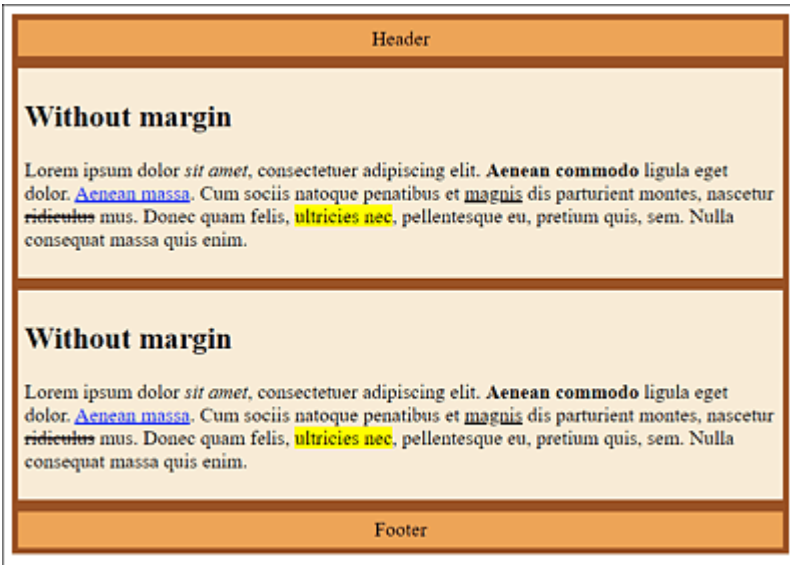 Header
Without margin
Lorem ipsum dolor sit amet, consectetuer adipiscing elit. Aenean commodo ligula eget
dolor. Aenean massa. Cum sociis natoque penatibus et magnis dis parturient montes, nascetur
ridiculus mus. Donec quam felis, ultricies nec, pellentesque eu, pretium quis, sem. Nulla
consequat massa quis enim.
Without margin
Lorem ipsum dolor sit amet, consectetuer adipiscing elit. Aenean commodo ligula eget
dolor. Aenean massa. Cum sociis natoque penatibus et magnis dis parturient montes, nascetur
ridiculus mus. Donec quam felis, ultricies nec, pellentesque eu, pretium quis, sem. Nulla
consequat massa quis enim.
Footer